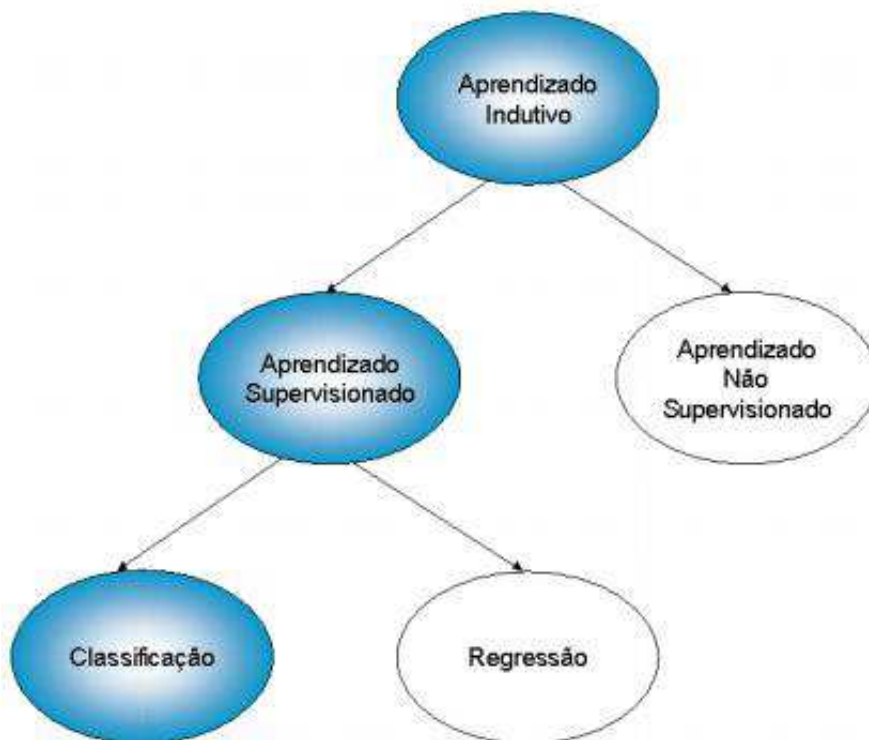 Aprendizado
Indutivo
Aprendizado
Supervisionado
Aprendizado
Não
Supervisionado
Classificação
Regressão